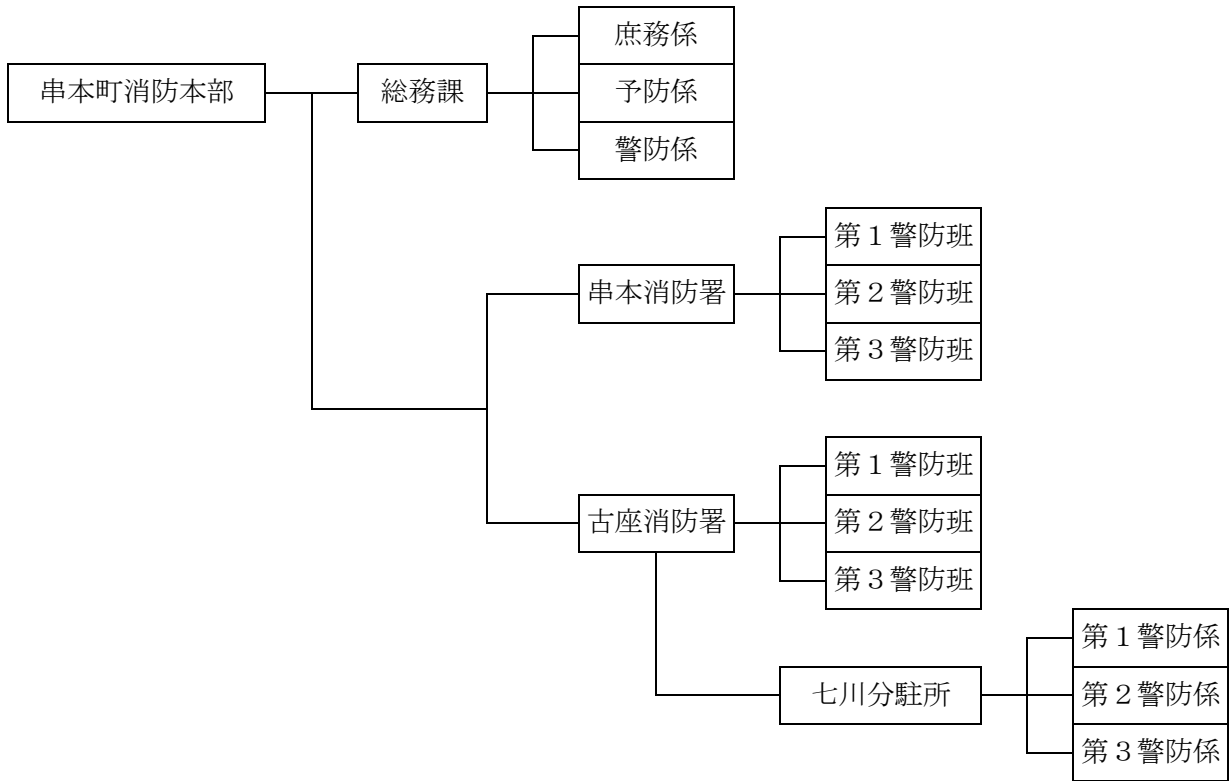 串本町消防本部
総務課
庶務係
予防係
警防係
串本消防署
第１警防班
第２警防班
第３警防班
古座消防署
第１警防班
第２警防班
第３警防班
七川分駐所
第１警防係
第２警防係
第３警防係